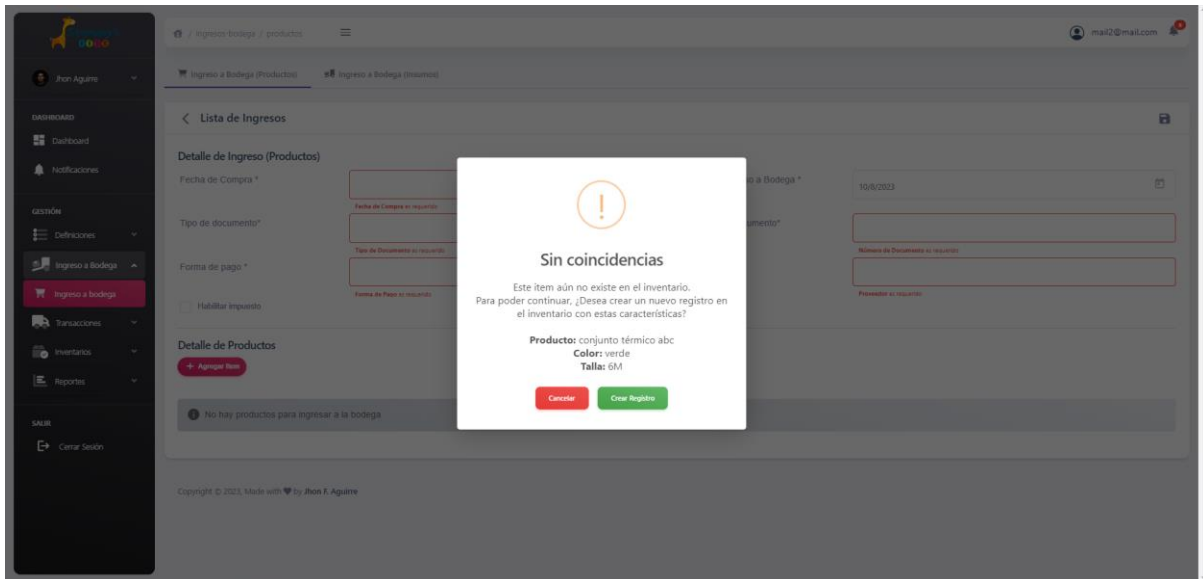 / ingresos-bodega / productos
mail2@mail.com
Jhon Aguirre
Ingreso a Bodega (Productos)
Ingreso a Bodega (Insumos)
DASHBOARD
Dashboard
Notificaciones
GESTIÓN
Definiciones
Ingreso a Bodega
Ingreso a bodega
Transacciones
Inventarios
Reportes
SALIR
Cerrar Sesión
Lista de Ingresos
Detalle de Ingreso (Productos)
Fecha de Compra *
Fecha de Compra es requerido
o a Bodega *
10/8/2023
Tipo de documento*
Tipo de Documento es requerido
umento*
Número de Documento es requerido
Forma de pago *
Forma de Pago es requerido
Proveedor es requerido
Habilitar Impuesto
Detalle de Productos
+ Agregar Item
No hay productos para ingresar a la bodega
Sin coincidencias
Este item aún no existe en el inventario.
Para poder continuar, ¿Desea crear un nuevo registro en
el inventario con estas características?
Producto: conjunto térmico abc
Color: verde
Talla: 6M
Cancelar
Crear Registro
Copyright © 2023, Made with ♥ by Jhon F. Aguirre